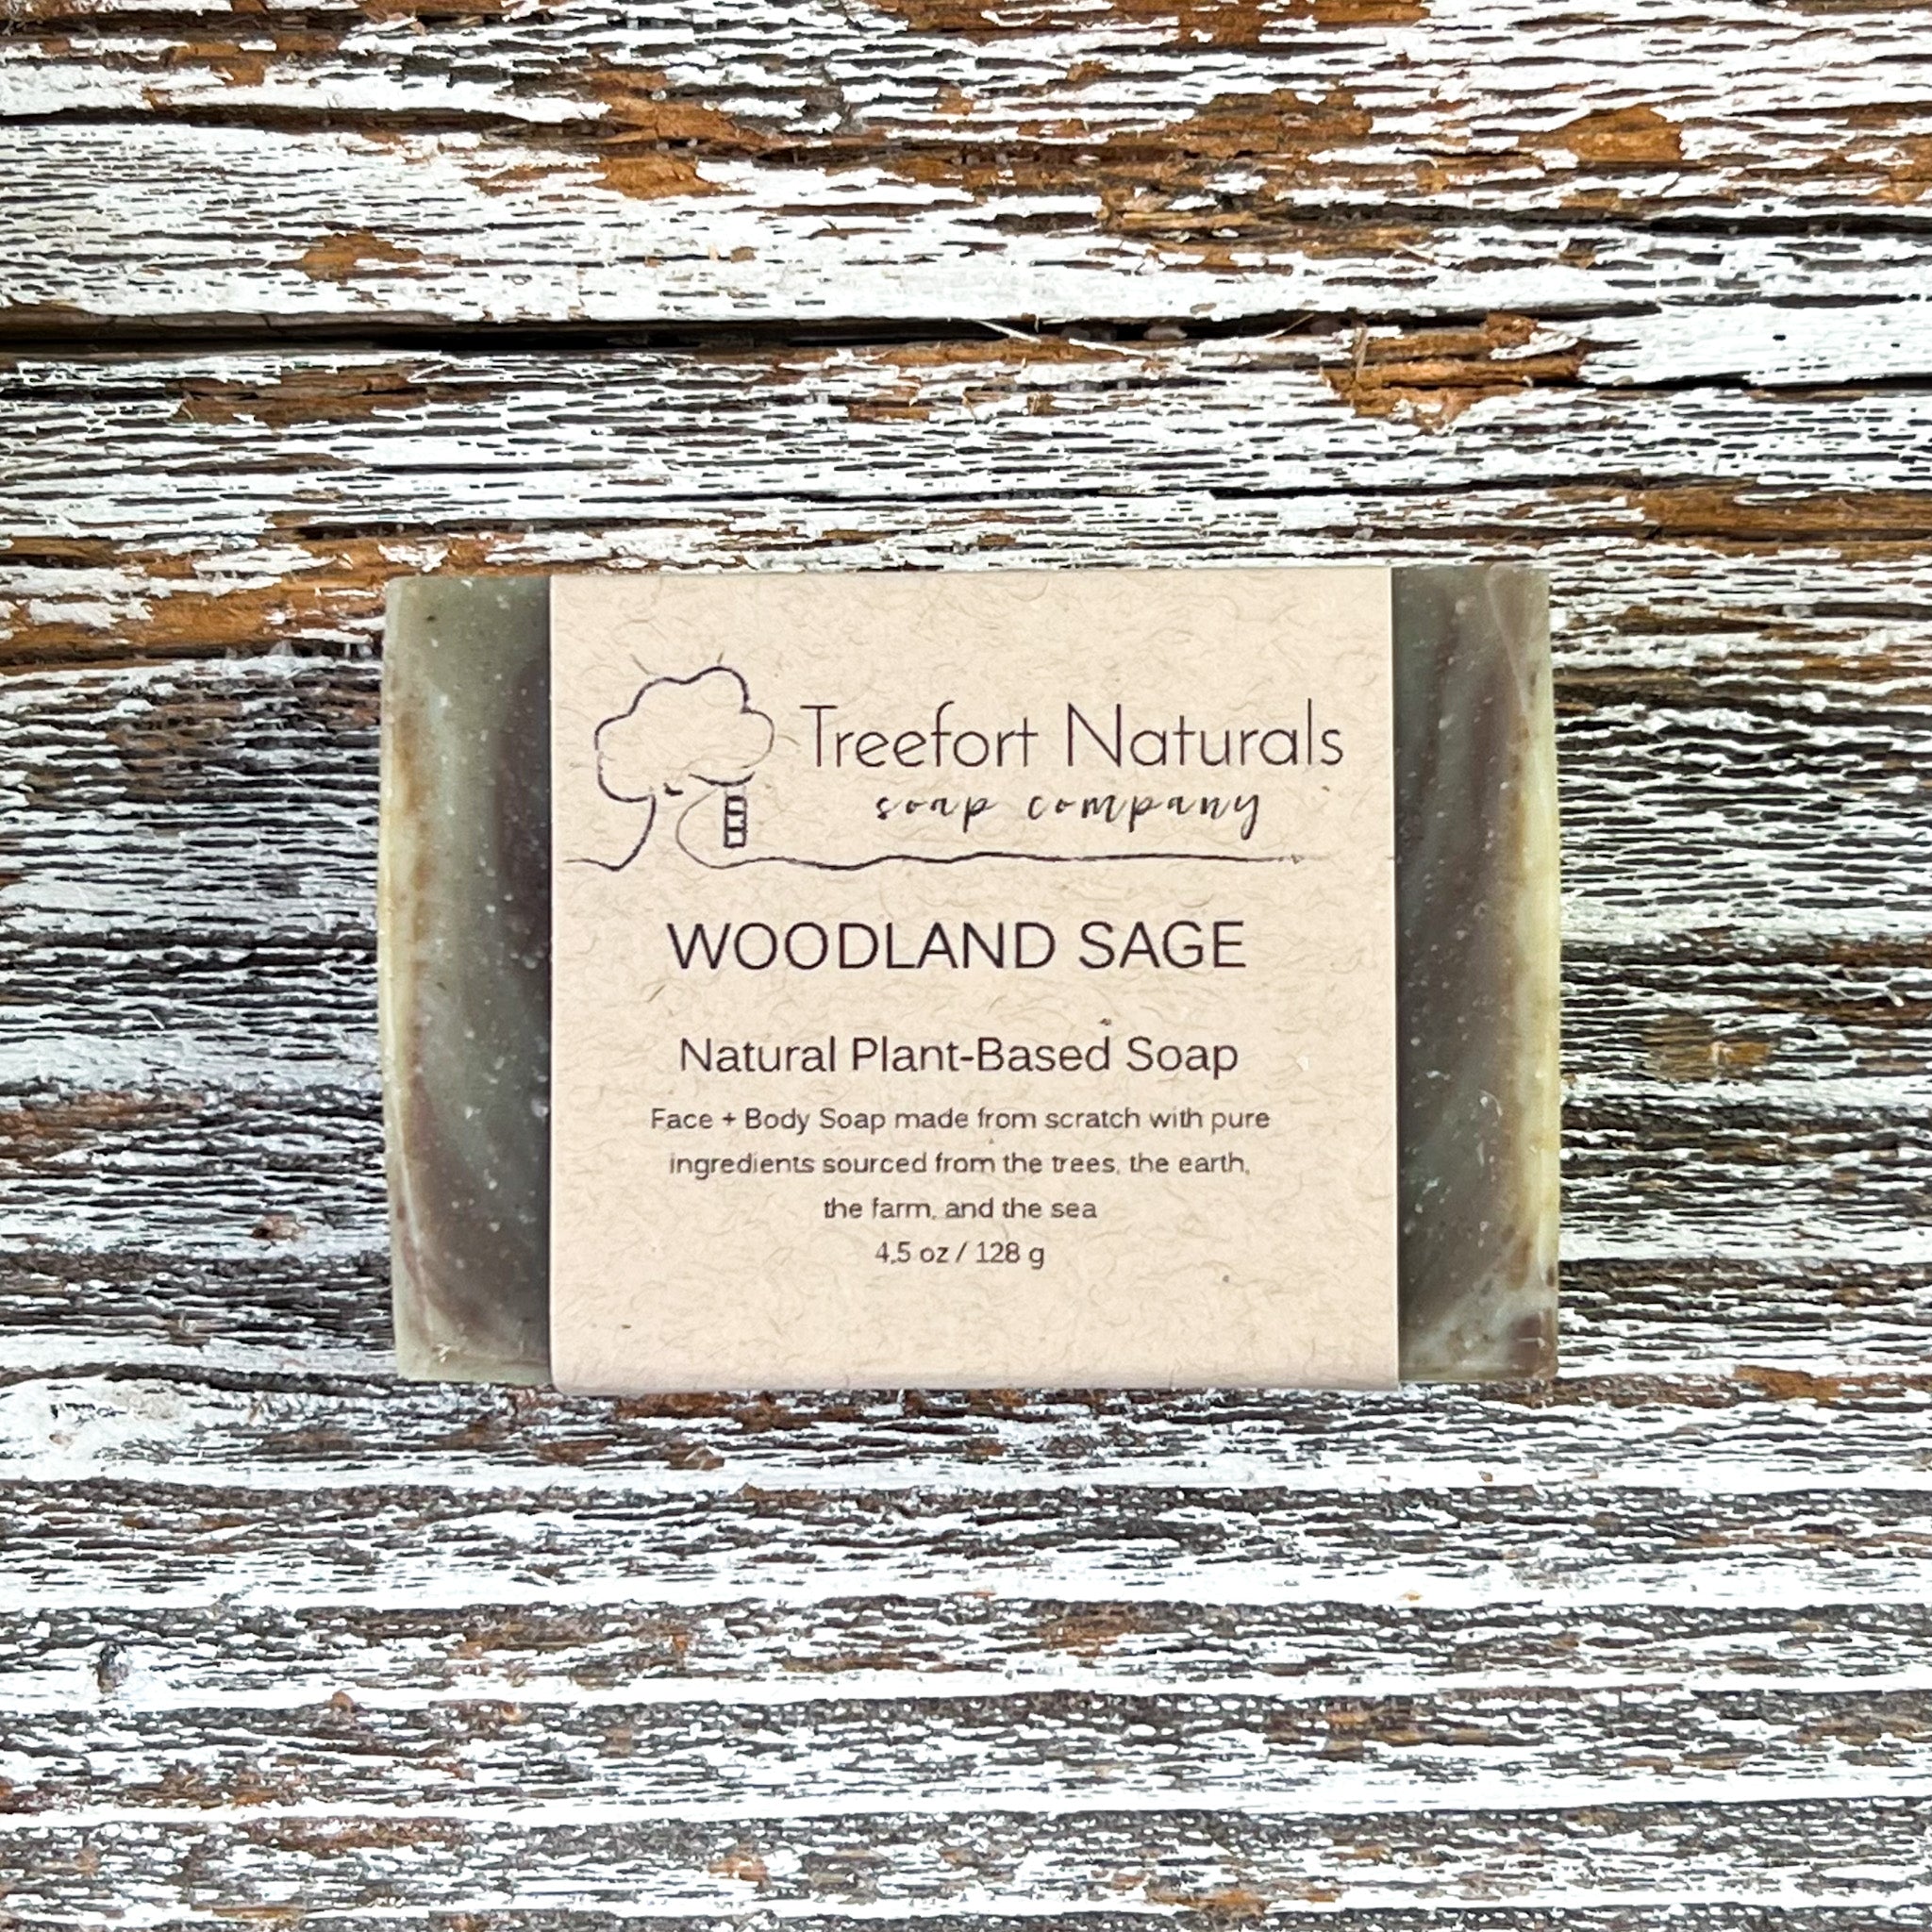 Treefort Naturals
soap company
WOODLAND SAGE
Natural Plant-Based Soap
Face + Body Soap made from scratch with pure
ingredients sourced from the trees, the earth,
the farm, and the sea
4.5 oz / 128 g